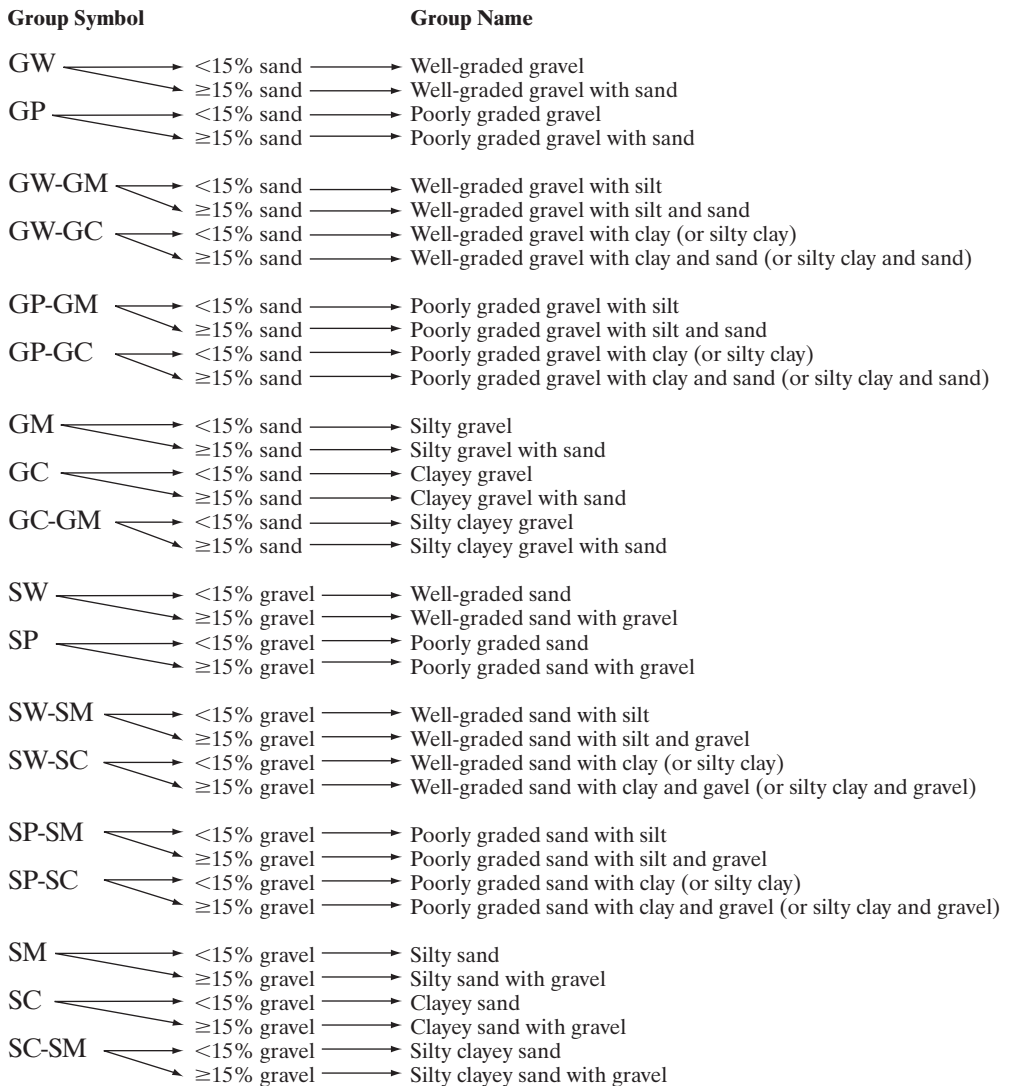 Group Symbol Group Name
GW <15% sand Well-graded gravel
≥15% sand Well-graded gravel with sand
GP <15% sand Poorly graded gravel
≥15% sand Poorly graded gravel with sand
GW-GM <15% sand Well-graded gravel with silt
≥15% sand Well-graded gravel with silt and sand
GW-GC <15% sand Well-graded gravel with clay (or silty clay)
≥15% sand Well-graded gravel with clay and sand (or silty clay and sand)
GP-GM <15% sand Poorly graded gravel with silt
≥15% sand Poorly graded gravel with silt and sand
GP-GC <15% sand Poorly graded gravel with clay (or silty clay)
≥15% sand Poorly graded gravel with clay and sand (or silty clay and sand)
GM <15% sand Silty gravel
≥15% sand Silty gravel with sand
GC <15% sand Clayey gravel
≥15% sand Clayey gravel with sand
GC-GM <15% sand Silty clayey gravel
≥15% sand Silty clayey gravel with sand
SW <15% gravel Well-graded sand
≥15% gravel Well-graded sand with gravel
SP <15% gravel Poorly graded sand
≥15% gravel Poorly graded sand with gravel
SW-SM <15% gravel Well-graded sand with silt
≥15% gravel Well-graded sand with silt and gravel
SW-SC <15% gravel Well-graded sand with clay (or silty clay)
≥15% gravel Well-graded sand with clay and gavel (or silty clay and gravel)
SP-SM <15% gravel Poorly graded sand with silt
≥15% gravel Poorly graded sand with silt and gravel
SP-SC <15% gravel Poorly graded sand with clay (or silty clay)
≥15% gravel Poorly graded sand with clay and gravel (or silty clay and gravel)
SM <15% gravel Silty sand
≥15% gravel Silty sand with gravel
SC <15% gravel Clayey sand
≥15% gravel Clayey sand with gravel
SC-SM <15% gravel Silty clayey sand
≥15% gravel Silty clayey sand with gravel